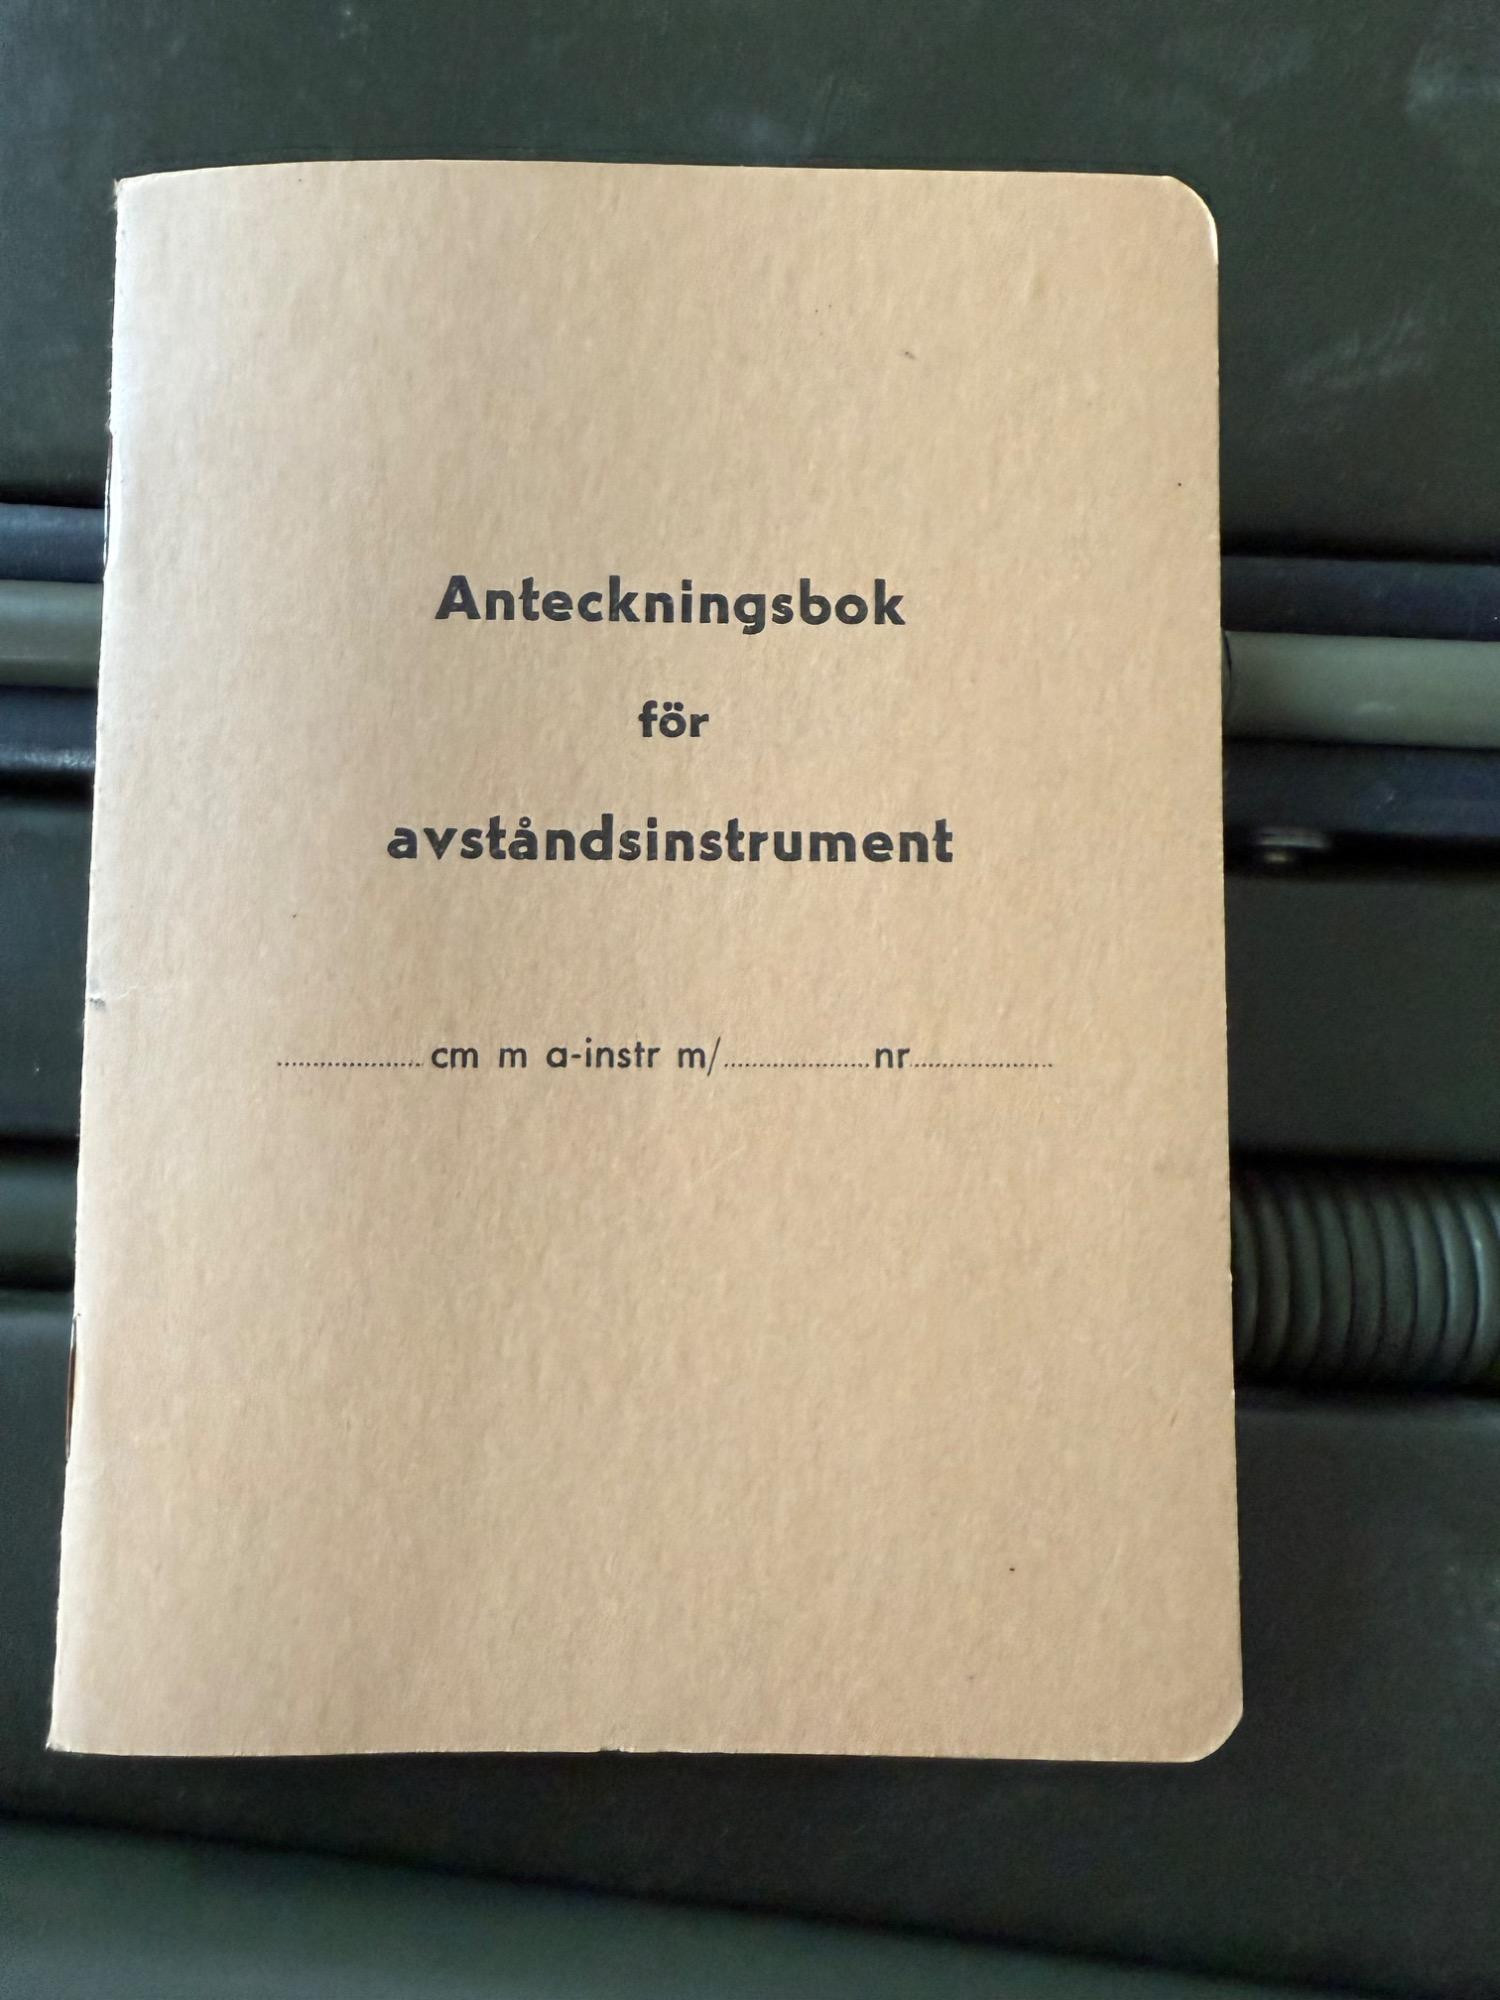 Anteckningsbok
för
avståndsinstrument
....................cm m a-instr m/....................nr....................